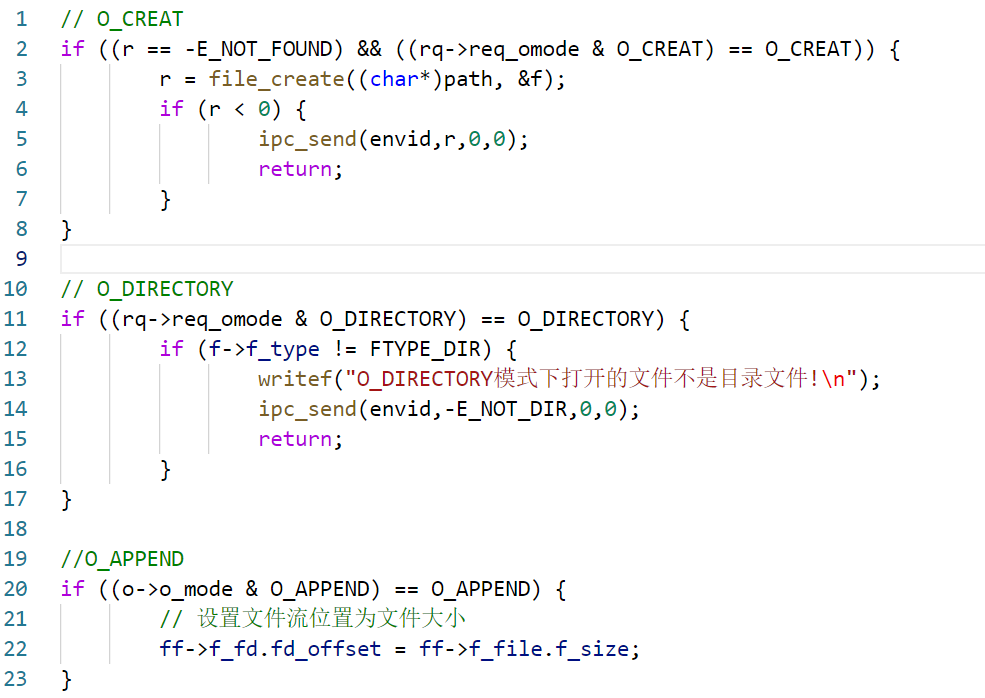 1 // O_CREAT
2 if ((r == -E_NOT_FOUND) && ((rq->req_omode & O_CREAT) == O_CREAT)) {
3 r = file_create((char*)path, &f);
4 if (r < 0) {
5 ipc_send(envid,r,0,0);
6 return;
7 }
8 }
9
10 // O_DIRECTORY
11 if ((rq->req_omode & O_DIRECTORY) == O_DIRECTORY) {
12 if (f->f_type != FTYPE_DIR) {
13 writef("O_DIRECTORY模式下打开的文件不是目录文件!\n");
14 ipc_send(envid,-E_NOT_DIR,0,0);
15 return;
16 }
17 }
18
19 //O_APPEND
20 if ((o->o_mode & O_APPEND) == O_APPEND) {
21 // 设置文件流位置为文件大小
22 ff->f_fd.fd_offset = ff->f_file.f_size;
23 }